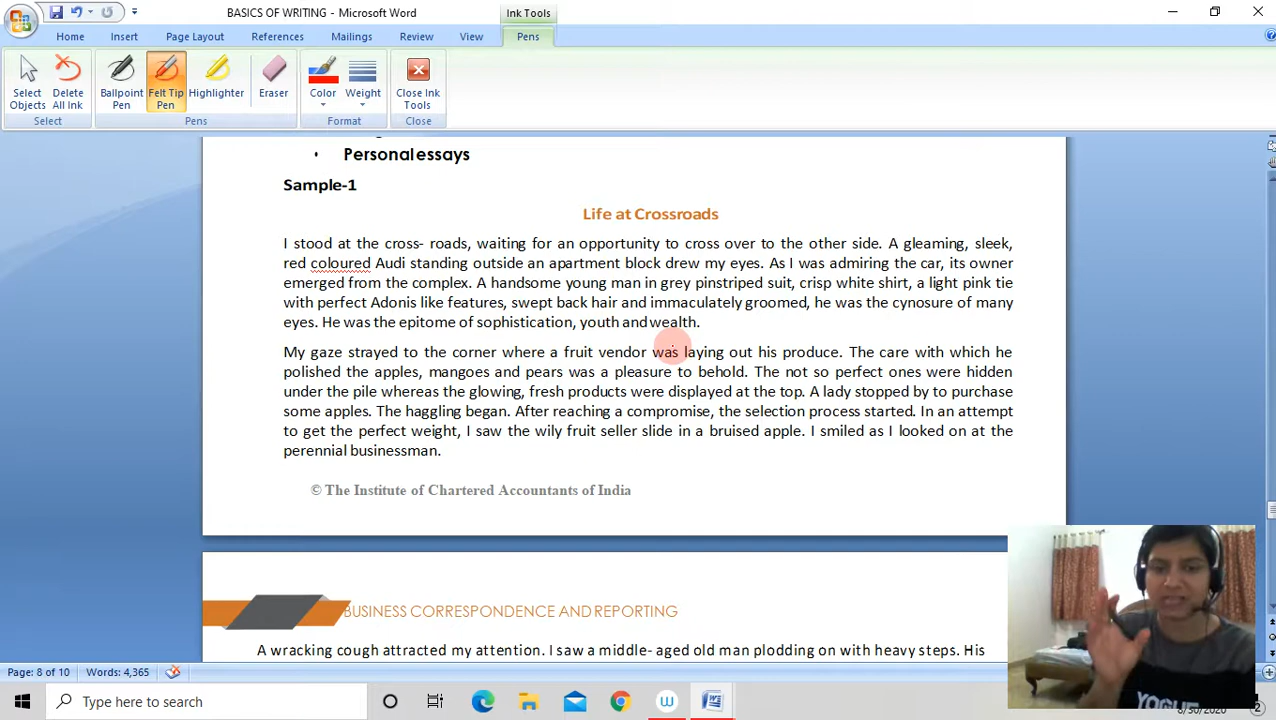 BASICS OF WRITING - Microsoft Word
Ink Tools
Home Insert Page Layout References Mailings Review View Pens
Select Objects
Delete All Ink
Ballpoint Pen
Felt Tip Pen
Highlighter
Eraser
Color
Weight
Close Ink Tools
Select Pens Format Close
• Personal essays
Sample-1
Life at Crossroads
I stood at the cross- roads, waiting for an opportunity to cross over to the other side. A gleaming, sleek,
red coloured Audi standing outside an apartment block drew my eyes. As I was admiring the car, its owner
emerged from the complex. A handsome young man in grey pinstriped suit, crisp white shirt, a light pink tie
with perfect Adonis like features, swept back hair and immaculately groomed, he was the cynosure of many
eyes. He was the epitome of sophistication, youth and wealth.
My gaze strayed to the corner where a fruit vendor was laying out his produce. The care with which he
polished the apples, mangoes and pears was a pleasure to behold. The not so perfect ones were hidden
under the pile whereas the glowing, fresh products were displayed at the top. A lady stopped by to purchase
some apples. The haggling began. After reaching a compromise, the selection process started. In an attempt
to get the perfect weight, I saw the wily fruit seller slide in a bruised apple. I smiled as I looked on at the
perennial businessman.
© The Institute of Chartered Accountants of India
BUSINESS CORRESPONDENCE AND REPORTING
A wracking cough attracted my attention. I saw a middle- aged old man plodding on with heavy steps. His
Page: 8 of 10 Words: 4,365
Type here to search
VOGUE
8/30/2020
2